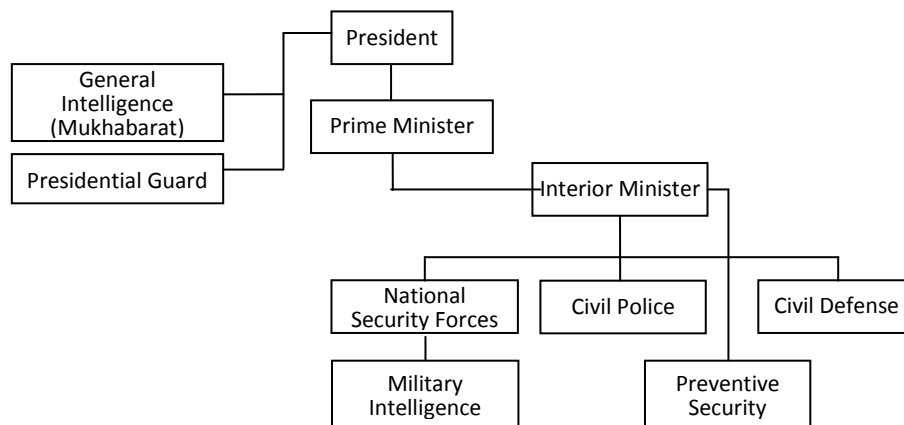 President
General
Intelligence
(Mukhabarat)
Prime Minister
Presidential Guard
Interior Minister
National
Security Forces
Civil Police
Civil Defense
Military
Intelligence
Preventive
Security